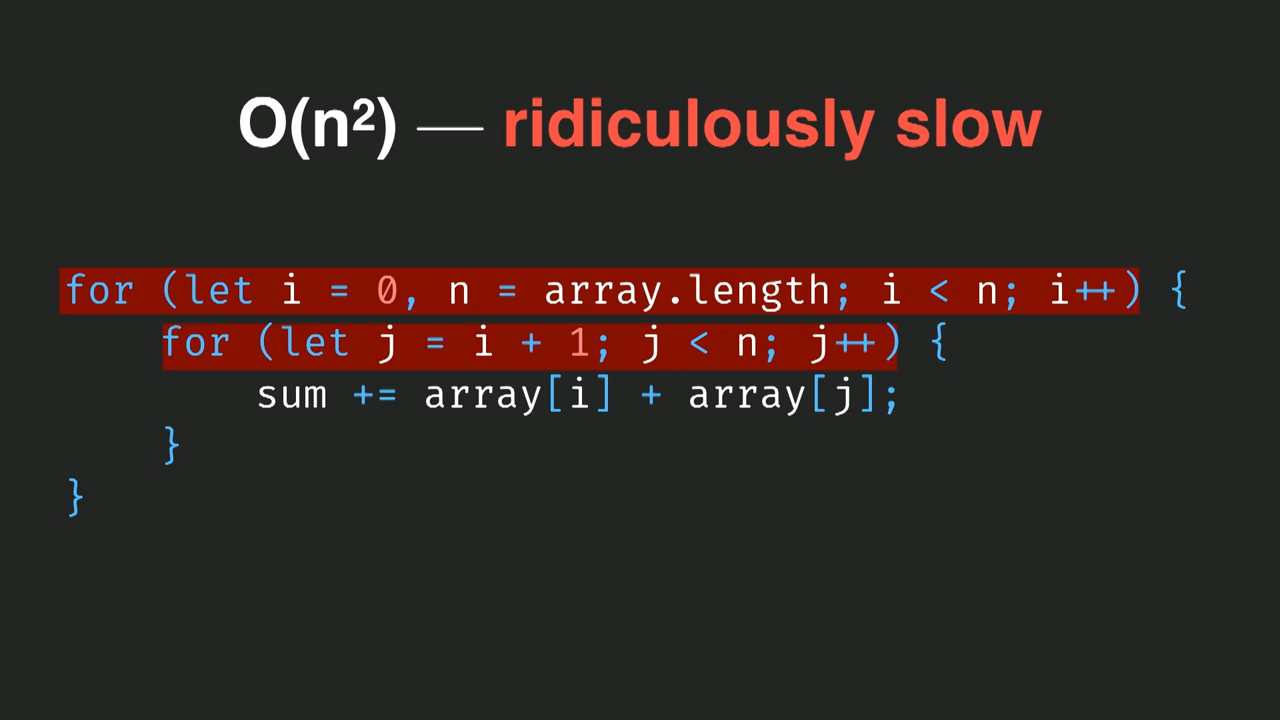 O(n²) — ridiculously slow
for (let i = 0, n = array.length; i < n; i++) {
    for (let j = i + 1; j < n; j++) {
        sum += array[i] + array[j];
    }
}